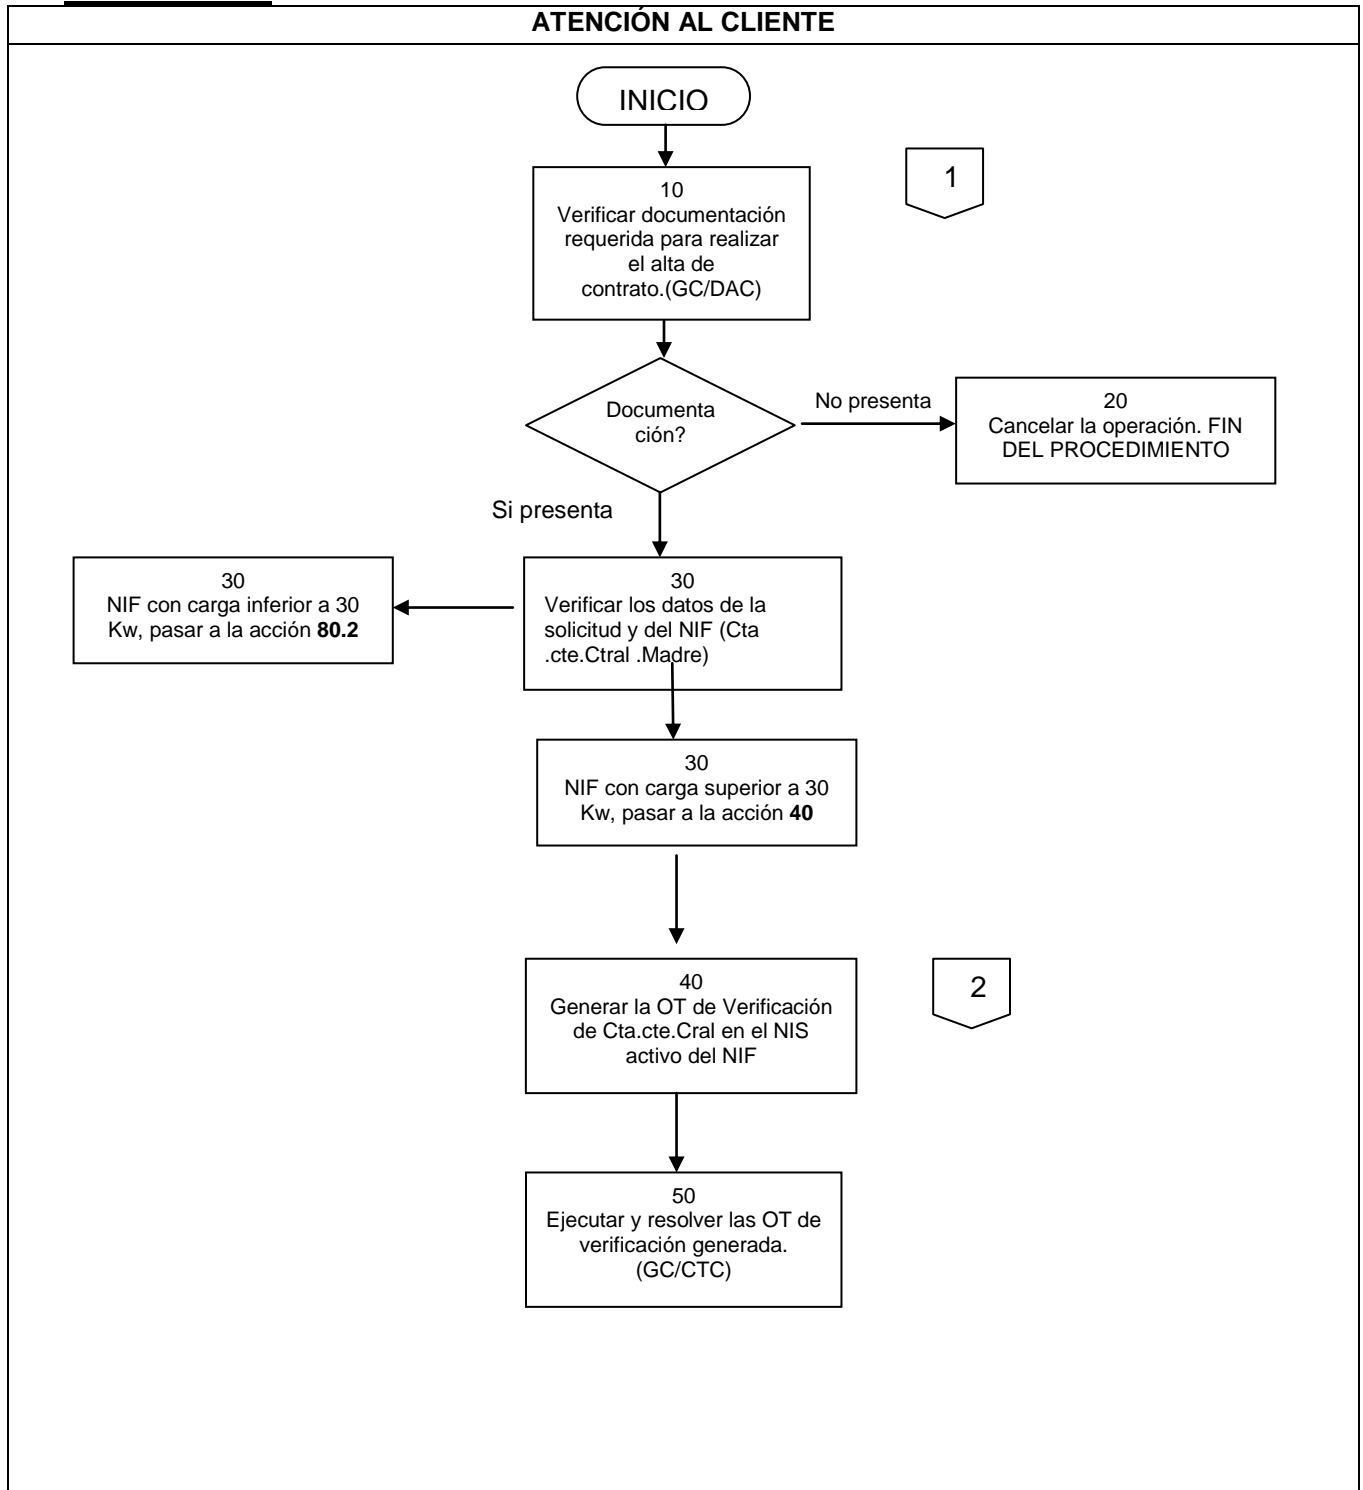 ATENCIÓN AL CLIENTE
INICIO
1
10
Verificar documentación
requerida para realizar
el alta de
contrato.(GC/DAC)
Documenta
ción?
No presenta
20
Cancelar la operación. FIN
DEL PROCEDIMIENTO
Si presenta
30
NIF con carga inferior a 30
Kw, pasar a la acción 80.2
30
Verificar los datos de la
solicitud y del NIF (Cta
.cte.Ctral .Madre)
30
NIF con carga superior a 30
Kw, pasar a la acción 40
40
Generar la OT de Verificación
de Cta.cte.Cral en el NIS
activo del NIF
2
50
Ejecutar y resolver las OT de
verificación generada.
(GC/CTC)